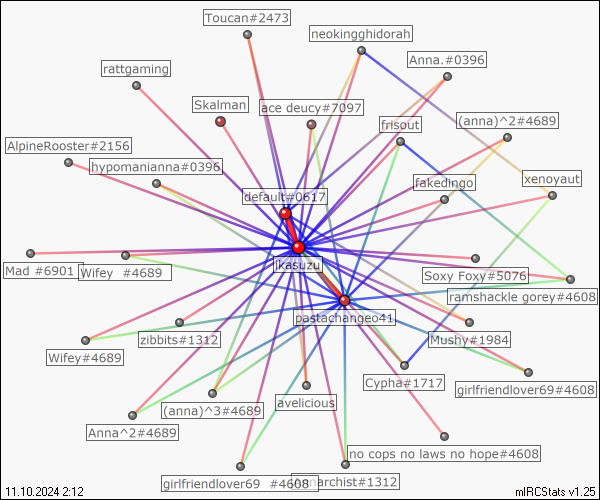 Toucan#2473
neokingghidorah
Anna.#0396
rattgaming
Skalman
ace deucy#7097
frisout
(anna)^2#4689
AlpineRooster#2156
hypomanianna#0396
default#0617
fakedingo
xenoyaut
Mad #6901
Wifey  #4689
ikasuzu
Soxy Foxy#5076
ramshackle gorey#4608
pastachangeo41
zibbits#1312
Mushy#1984
Wifey#4689
Cypha#1717
girlfriendlover69#4608
avelicious
(anna)^3#4689
Anna^2#4689
no cops no laws no hope#4608
girlfriendlover69  #4608
narchist#1312
11.10.2024 2:12
mIRCStats v1.25